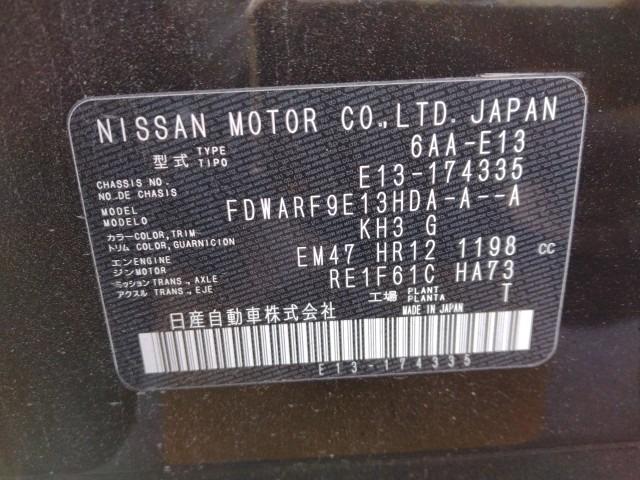 NISSAN MOTOR CO.,LTD. JAPAN
型式 TYPE TIPO 6AA-E13
CHASSIS NO. NO.DE CHASSIS E13-174335
MODEL MODELO FDWARF9E13HDA-A--A
カラー COLOR,TRIM トリム COLOR,GUARNICION KH3 G
エンジン ENGINE MOTOR EM47 HR12 1198 CC
ミッション TRANS.,AXLE アクスル TRANS.,EJE RE1F61C HA73
工場 PLANT PLANTA T
日産自動車株式会社 MADE IN JAPAN
E13-174335